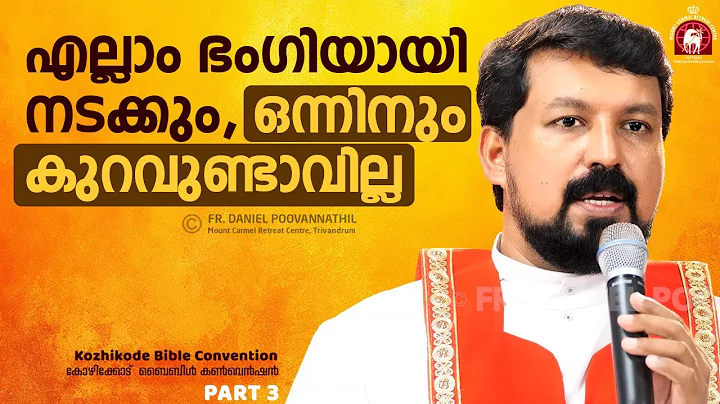 എല്ലാം ഭംഗിയായി
നടക്കും, ഒന്നിനും
കുറവുണ്ടാവില്ല
© FR. DANIEL POOVANNATHIL
Mount Carmel Retreat Centre, Trivandrum
Kozhikode Bible Convention
കോഴിക്കോട് ബൈബിൾ കൺവെൻഷൻ
PART 3